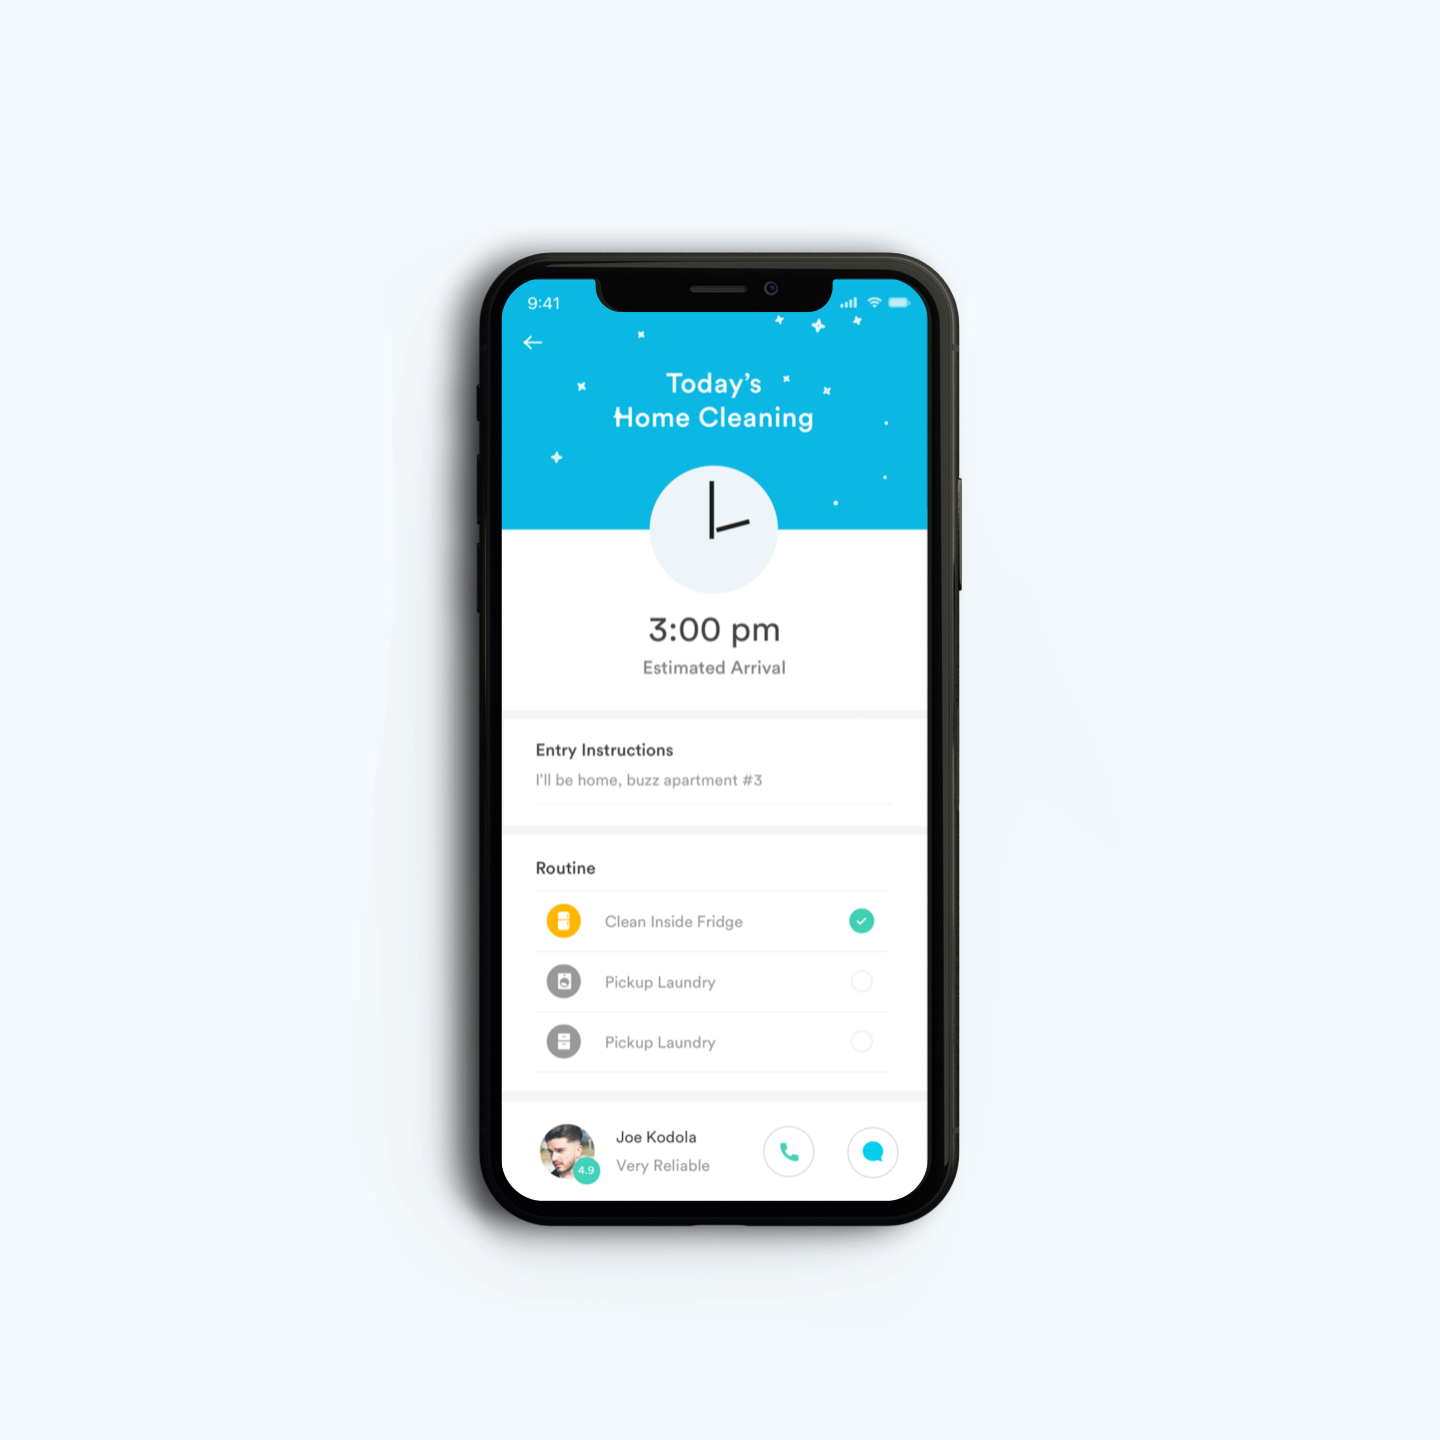 9:41
Today’s
Home Cleaning
3:00 pm
Estimated Arrival
Entry Instructions
I'll be home, buzz apartment #3
Routine
Clean Inside Fridge
Pickup Laundry
Pickup Laundry
Joe Kodola
4.9
Very Reliable